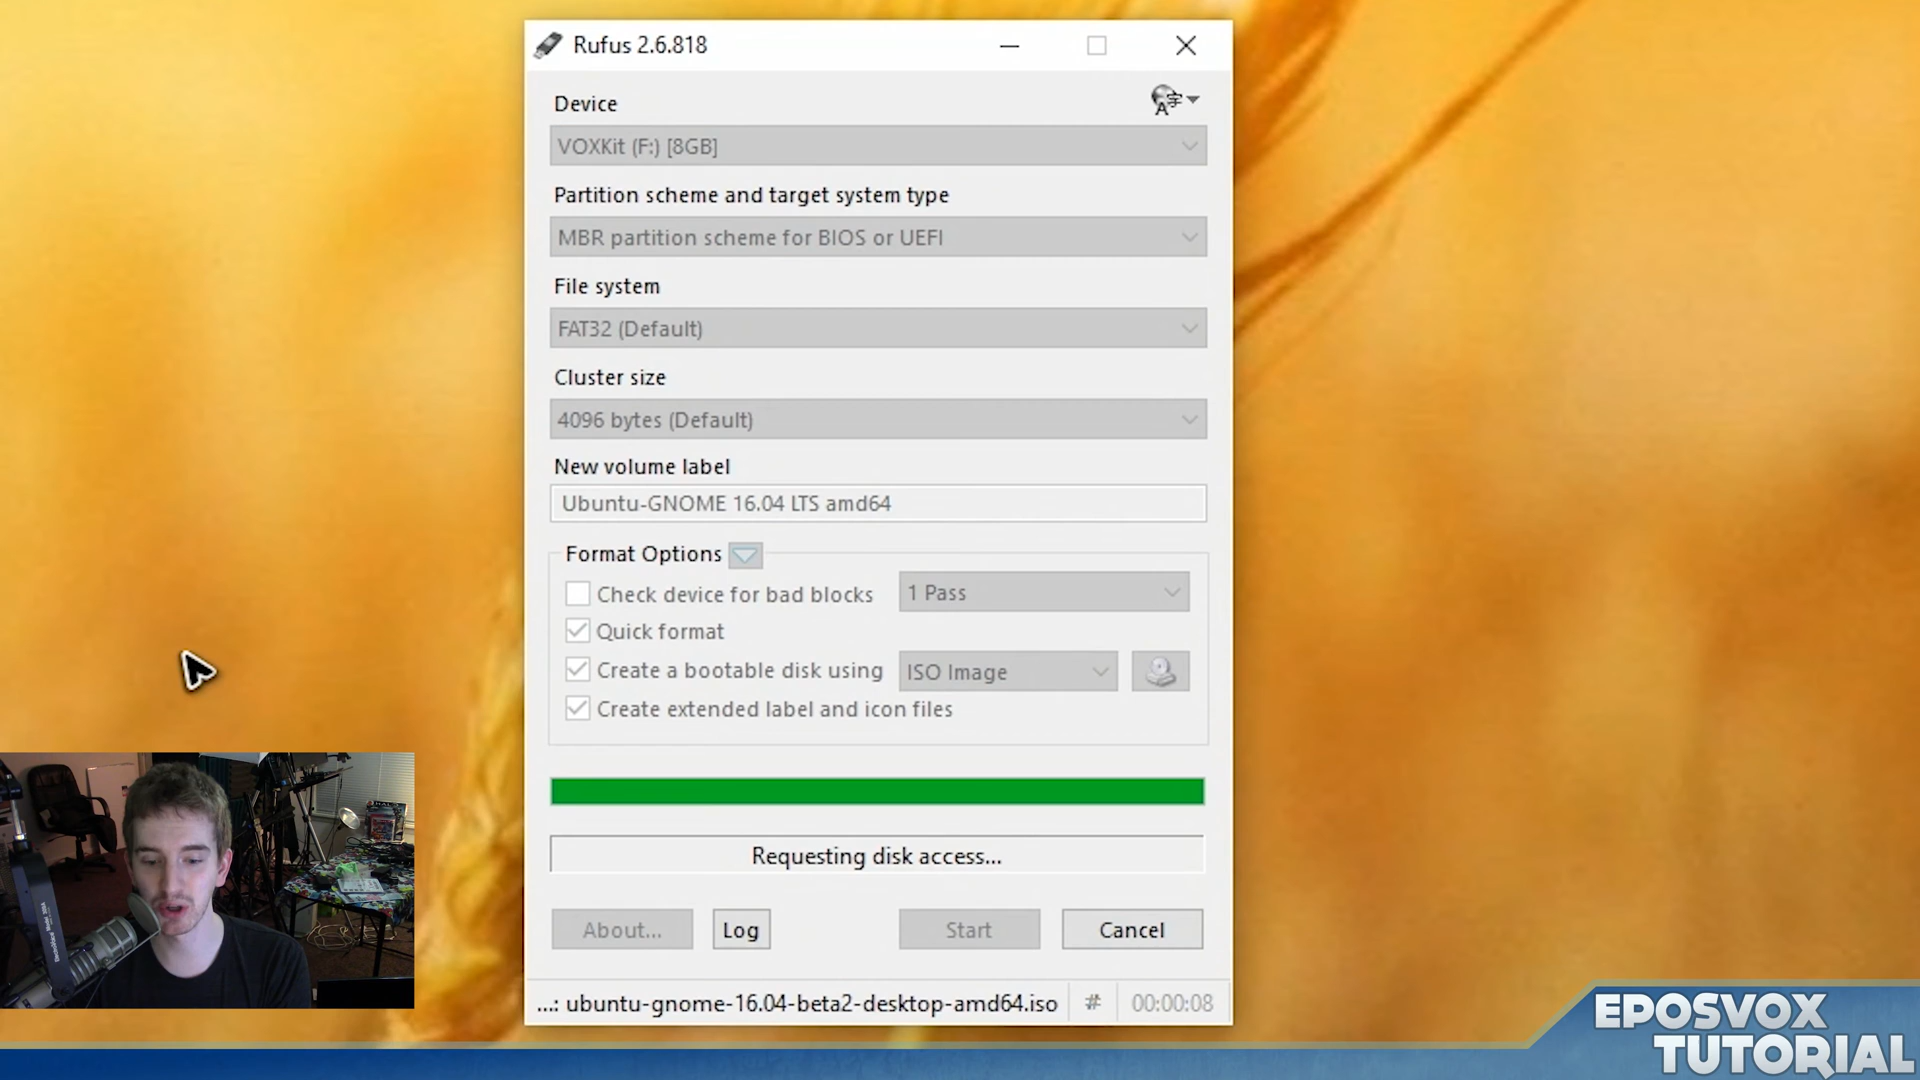 Rufus 2.6.818
Device
A字
VOXKit (F:) [8GB]
Partition scheme and target system type
MBR partition scheme for BIOS or UEFI
File system
FAT32 (Default)
Cluster size
4096 bytes (Default)
New volume label
Ubuntu-GNOME 16.04 LTS amd64
Format Options
Check device for bad blocks 1 Pass
Quick format
Create a bootable disk using ISO Image
Create extended label and icon files
Requesting disk access...
About... Log Start Cancel
...: ubuntu-gnome-16.04-beta2-desktop-amd64.iso # 00:00:08
EPOSVOX
TUTORIAL